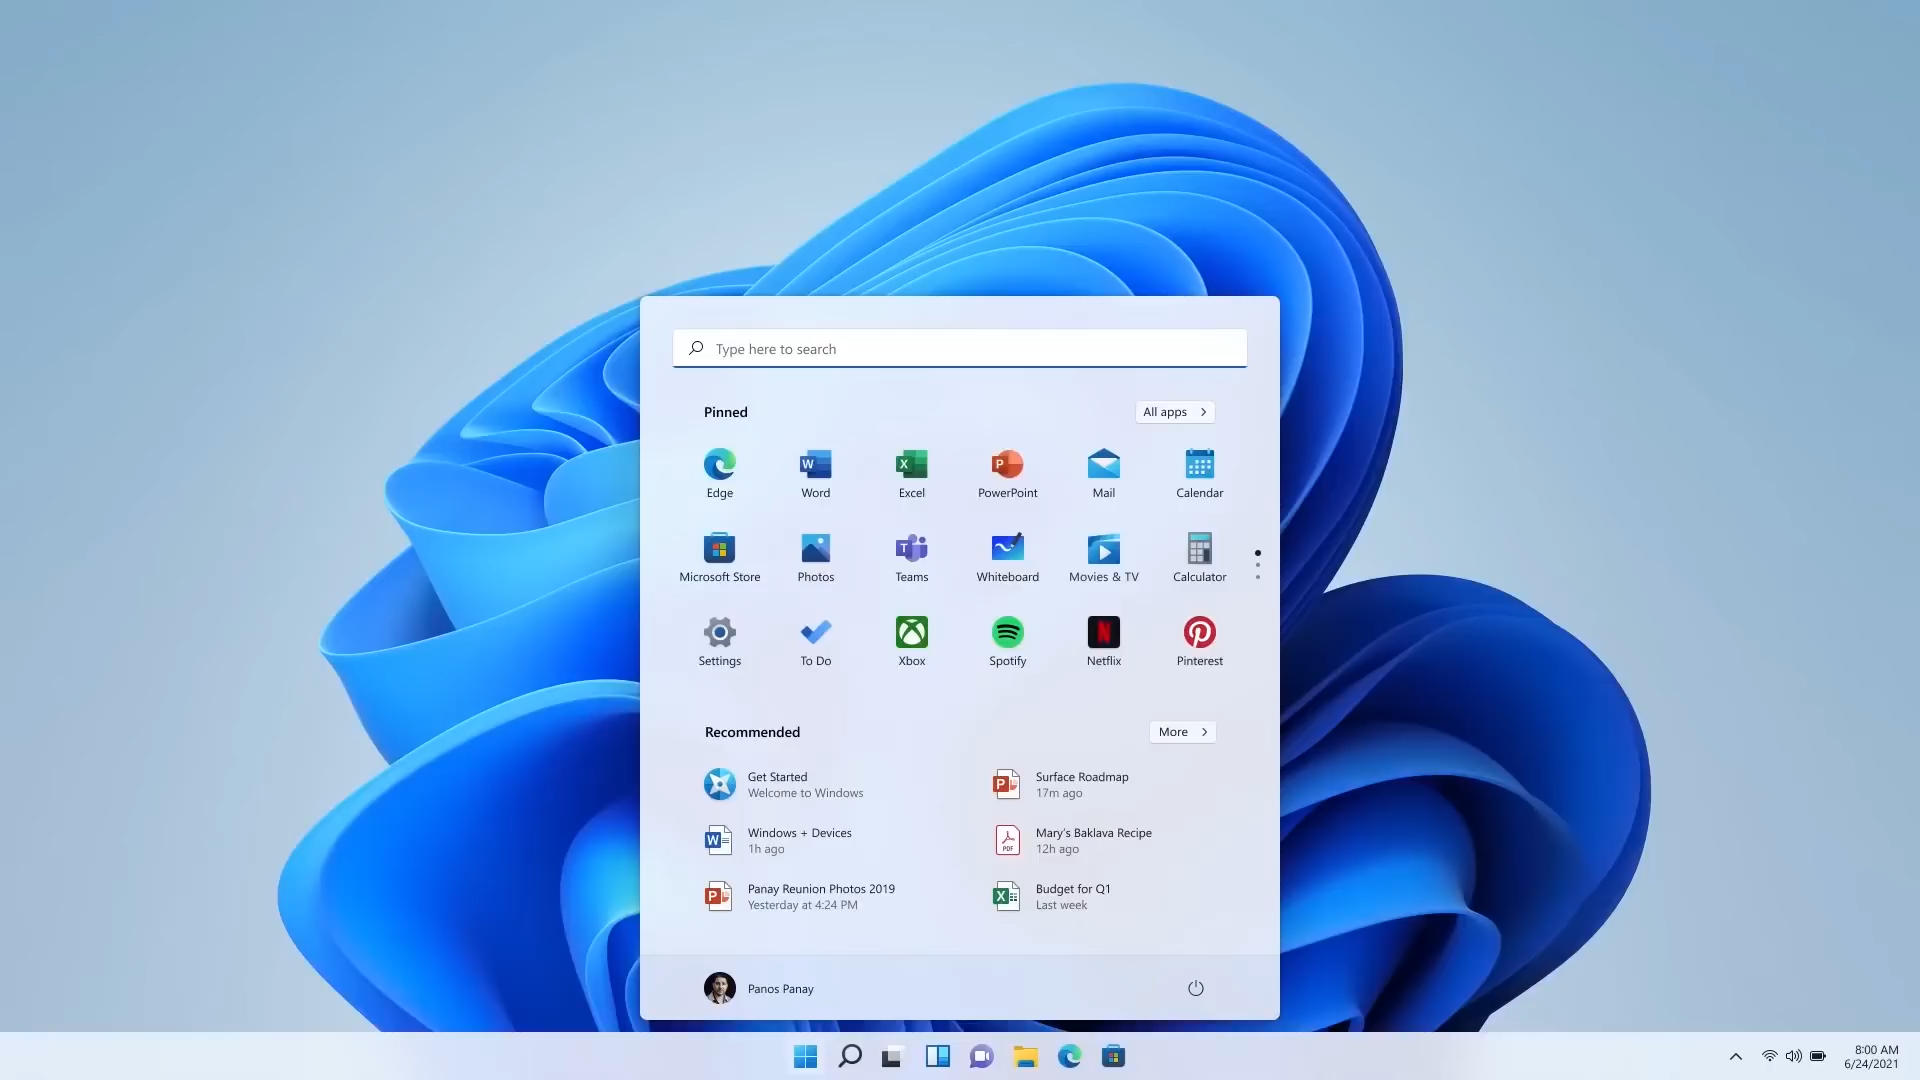 Type here to search
Pinned
All apps
Edge
Word
Excel
PowerPoint
Mail
Calendar
Microsoft Store
Photos
Teams
Whiteboard
Movies & TV
Calculator
Settings
To Do
Xbox
Spotify
Netflix
Pinterest
Recommended
More
Get Started
Welcome to Windows
Surface Roadmap
17m ago
Windows + Devices
1h ago
Mary's Baklava Recipe
12h ago
PDF
Panay Reunion Photos 2019
Yesterday at 4:24 PM
Budget for Q1
Last week
Panos Panay
8:00 AM
6/24/2021